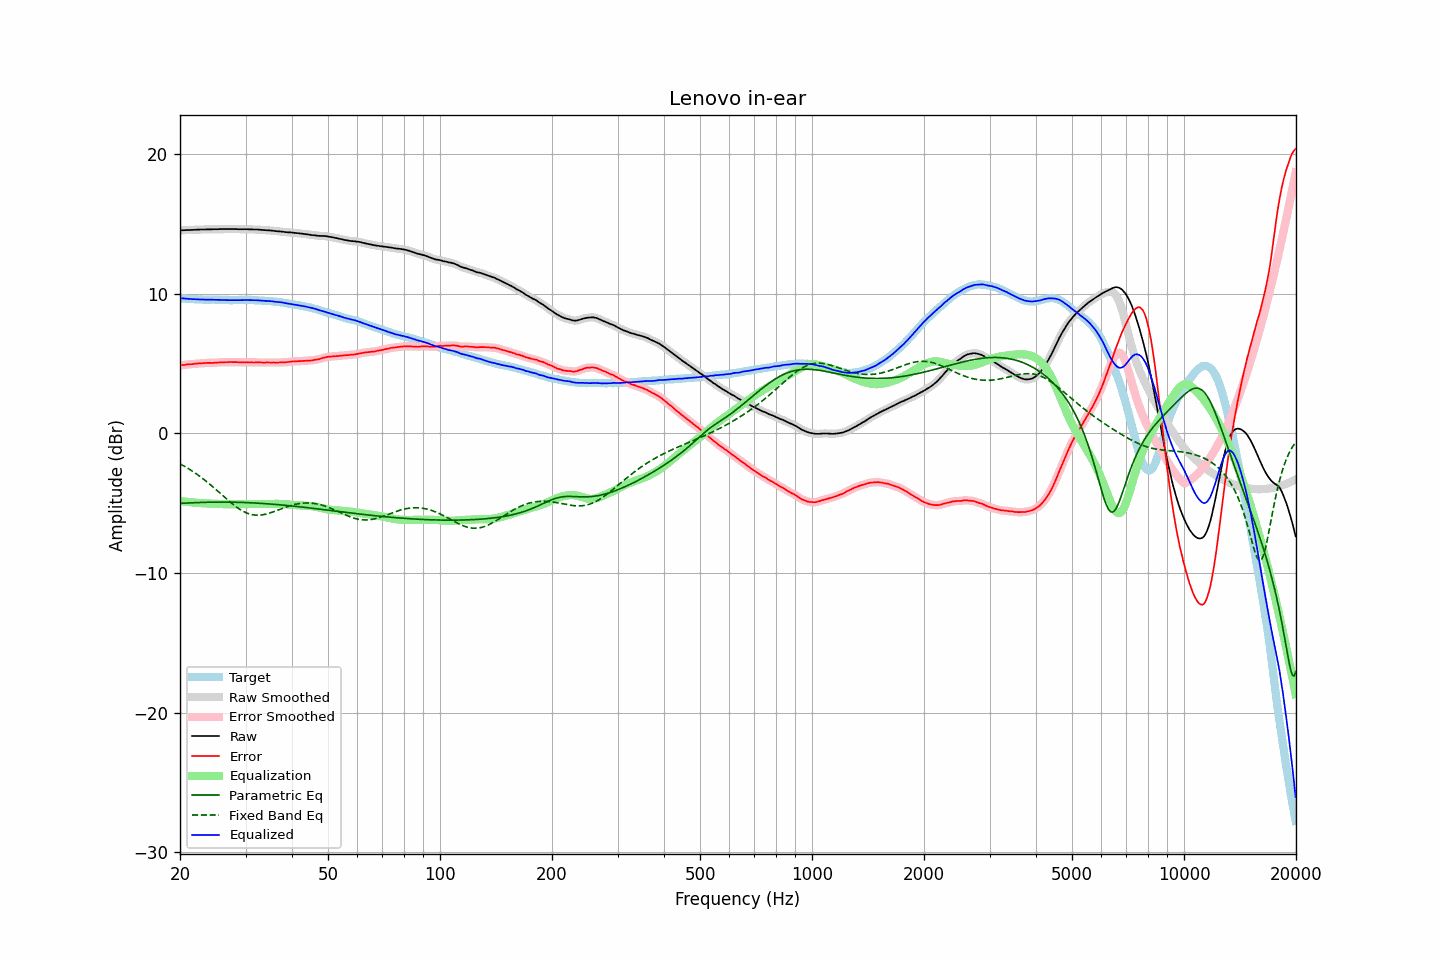 Lenovo in-ear
Amplitude (dBr)
20
10
0
−10
−20
−30
Target
Raw Smoothed
Error Smoothed
Raw
Error
Equalization
Parametric Eq
Fixed Band Eq
Equalized
20 50 100 200 500 1000 2000 5000 10000 20000
Frequency (Hz)